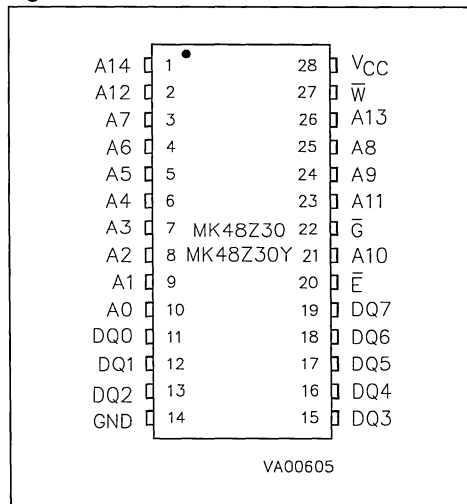 A14 1 28 VCC
A12 2 27 W̅
A7 3 26 A13
A6 4 25 A8
A5 5 24 A9
A4 6 23 A11
A3 7 MK48Z30 22 G̅
A2 8 MK48Z30Y 21 A10
A1 9 20 E̅
A0 10 19 DQ7
DQ0 11 18 DQ6
DQ1 12 17 DQ5
DQ2 13 16 DQ4
GND 14 15 DQ3
VA00605